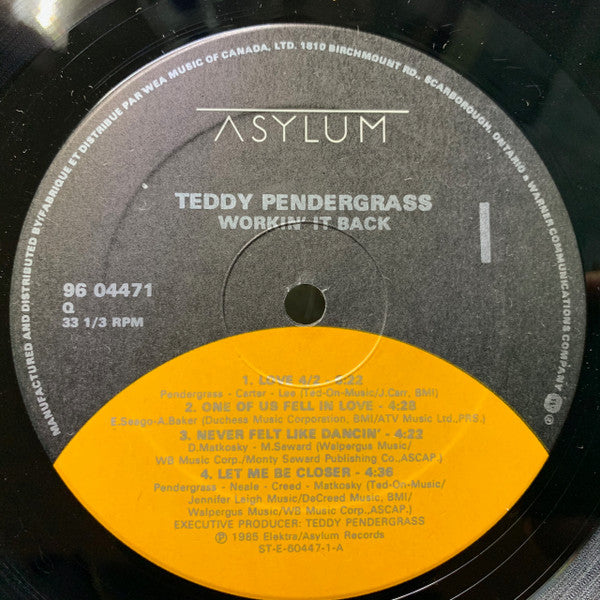 MANUFACTURED AND DISTRIBUTED BY/FABRIQUE ET DISTRIBUE PAR WEA MUSIC OF CANADA, LTD. 1810 BIRCHMOUNT RD., SCARBOROUGH, ONTARIO • A WARNER COMMUNICATIONS COMPANY ®
ASYLUM
TEDDY PENDERGRASS
WORKIN' IT BACK
1
96 04471
Q
33 1/3 RPM
1. LOVE 4/2 - 5:22
Pendergrass - Carter - Lee (Ted-On-Music/J.Carr, BMI)
2. ONE OF US FELL IN LOVE - 4:28
E.Seago-A.Baker (Duchess Music Corporation, BMI/ATV Music Ltd.,PRS.)
3. NEVER FELT LIKE DANCIN' - 4:22
D.Matkosky - M.Seward (Walpergus Music/
WB Music Corp./Monty Seward Publishing Co.,ASCAP.)
4. LET ME BE CLOSER - 4:36
Pendergrass - Neale - Creed - Matkosky (Ted-On-Music/
Jennifer Leigh Music/DeCreed Music, BMI/
Walpergus Music/WB Music Corp.,ASCAP.)
EXECUTIVE PRODUCER: TEDDY PENDERGRASS
℗ 1985 Elektra/Asylum Records
ST-E-60447-1-A